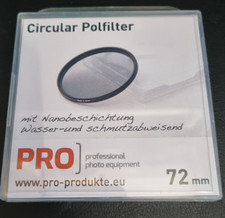 Circular Polfilter
mit Nanobeschichtung
Wasser-und schmutzabweisend
PRO professional
photo equipment
www.pro-produkte.eu 72 mm